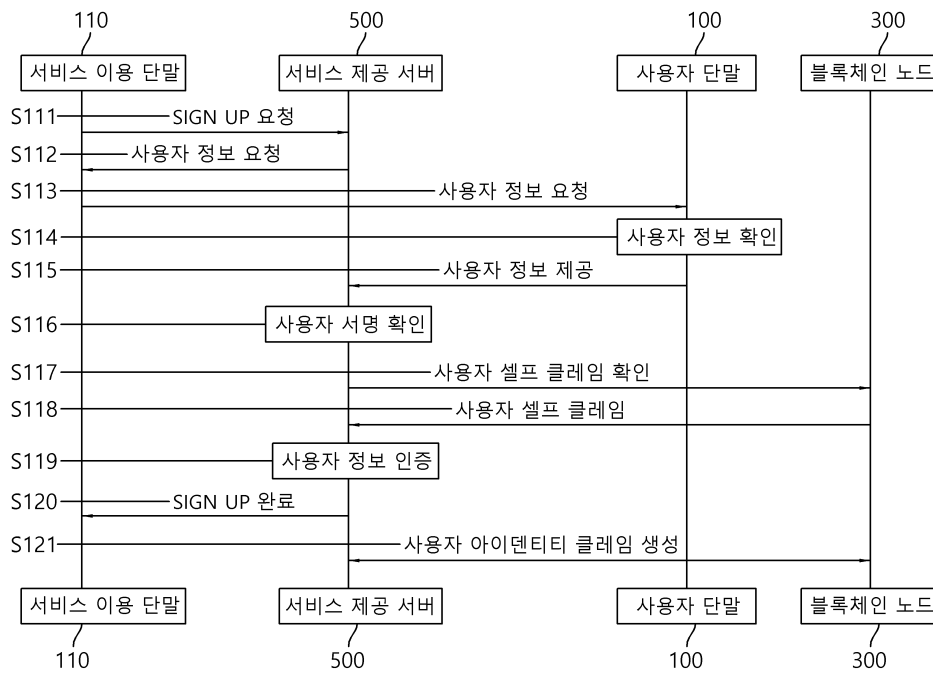 110 500 100 300
서비스 이용 단말 서비스 제공 서버 사용자 단말 블록체인 노드
S111 SIGN UP 요청
S112 사용자 정보 요청
S113 사용자 정보 요청
S114 사용자 정보 확인
S115 사용자 정보 제공
S116 사용자 서명 확인
S117 사용자 셀프 클레임 확인
S118 사용자 셀프 클레임
S119 사용자 정보 인증
S120 SIGN UP 완료
S121 사용자 아이덴티티 클레임 생성
서비스 이용 단말 서비스 제공 서버 사용자 단말 블록체인 노드
110 500 100 300